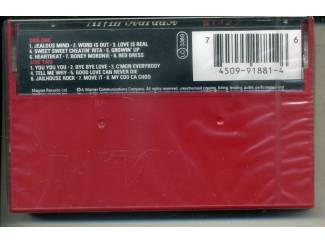 SIDE ONE
1. JEALOUS MIND · 2. WORD IS OUT · 3. LOVE IS REAL
4. SWEET SWEET CHEATIN' RITA · 5. GROWIN' UP
6. HEARTBEAT · 7. BONEY MORONIE · 8. RED DRESS
SIDE TWO
1. YOU YOU YOU · 2. BYE BYE LOVE · 3. C'MON EVERYBODY
4. TELL ME WHY · 5. GOOD LOVE CAN NEVER DIE
6. JAILHOUSE ROCK · 7. MOVE IT · 8. MY COO CA CHOO
Magnet Records Ltd
A Warner Communications Company.
7 6
4509-91881-4